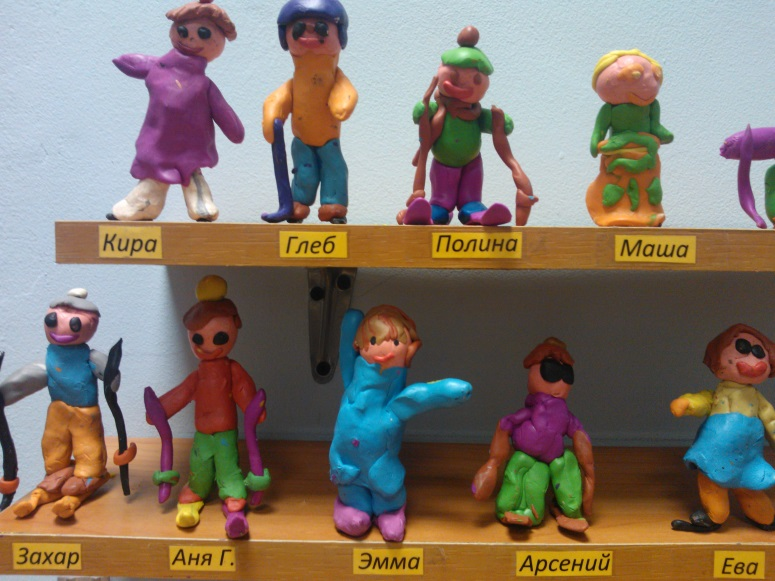 Кира
Глеб
Полина
Маша
Захар
Аня Г.
Эмма
Арсений
Ева